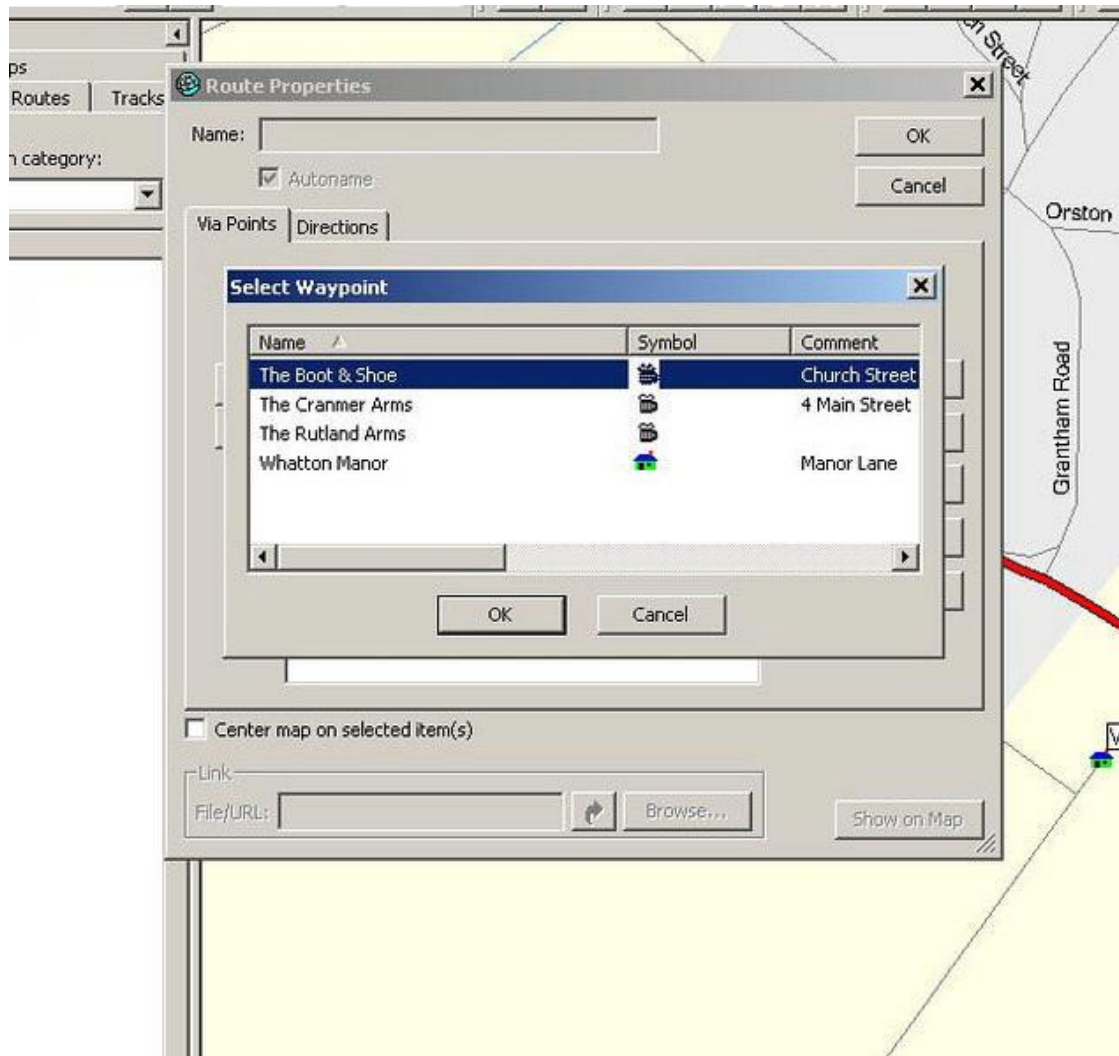 ch Street
Route Properties
ps
Routes Tracks
Name:
OK
Autoname
n category:
Cancel
Via Points Directions
Orston
Select Waypoint
Name Symbol Comment
The Boot & Shoe Church Street
The Cranmer Arms 4 Main Street
The Rutland Arms
Whatton Manor Manor Lane
Grantham Road
OK Cancel
Center map on selected item(s)
Link
File/URL: Browse...
Show on Map